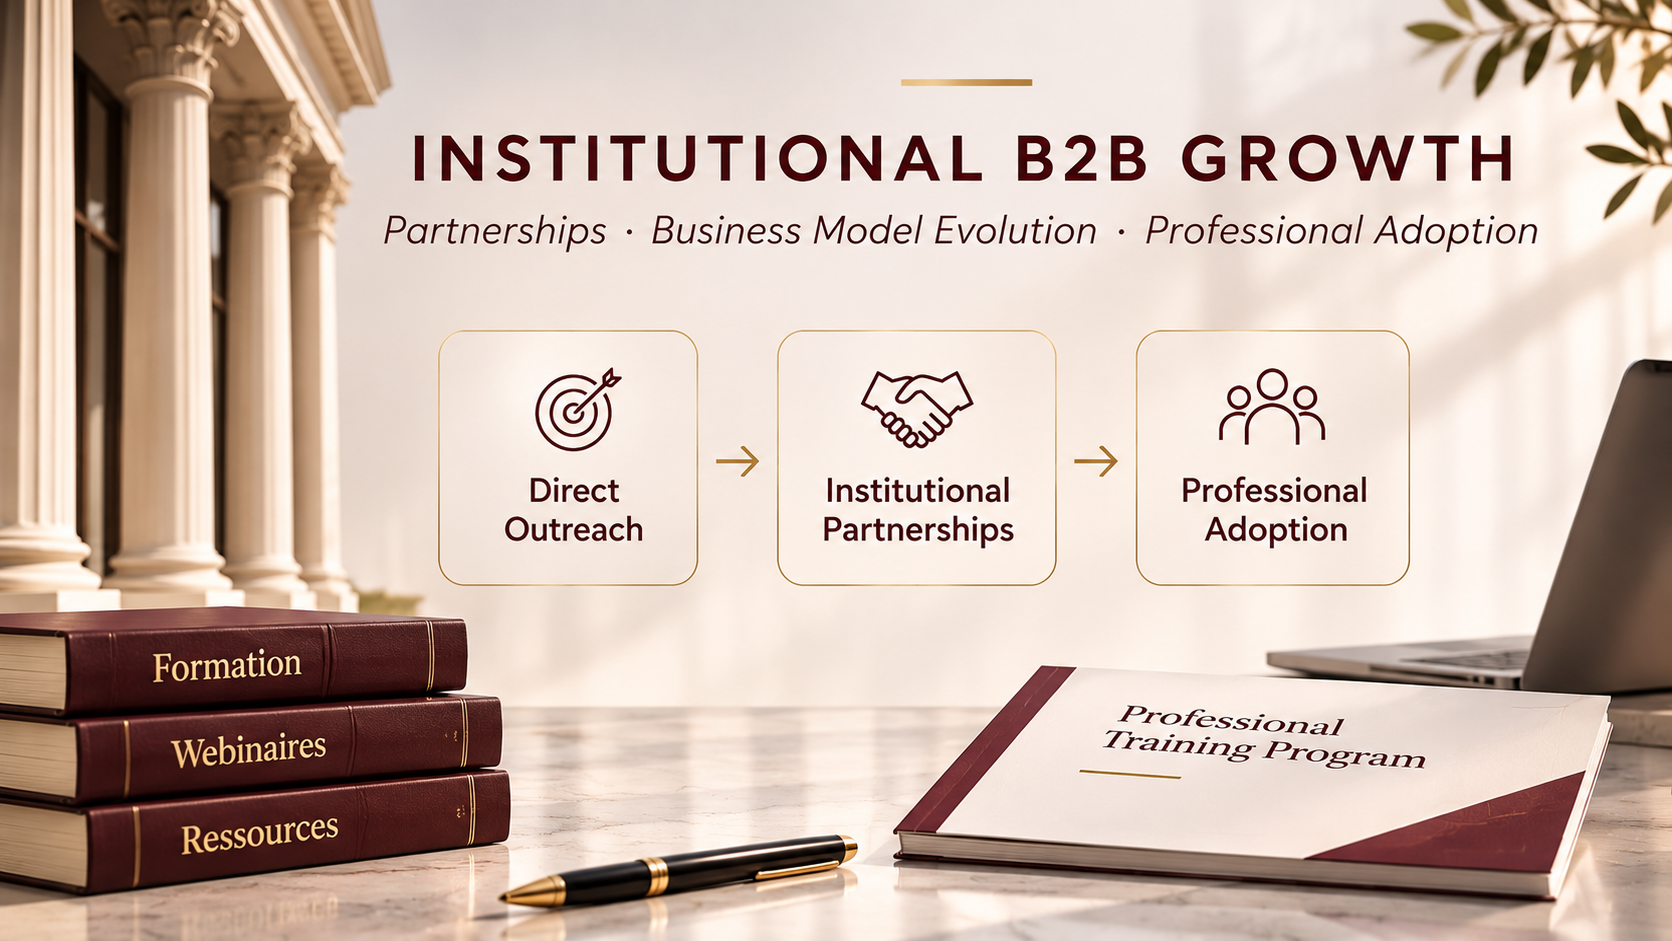 INSTITUTIONAL B2B GROWTH
Partnerships · Business Model Evolution · Professional Adoption
Direct
Outreach
Institutional
Partnerships
Professional
Adoption
Formation
Webinaires
Ressources
Professional
Training Program